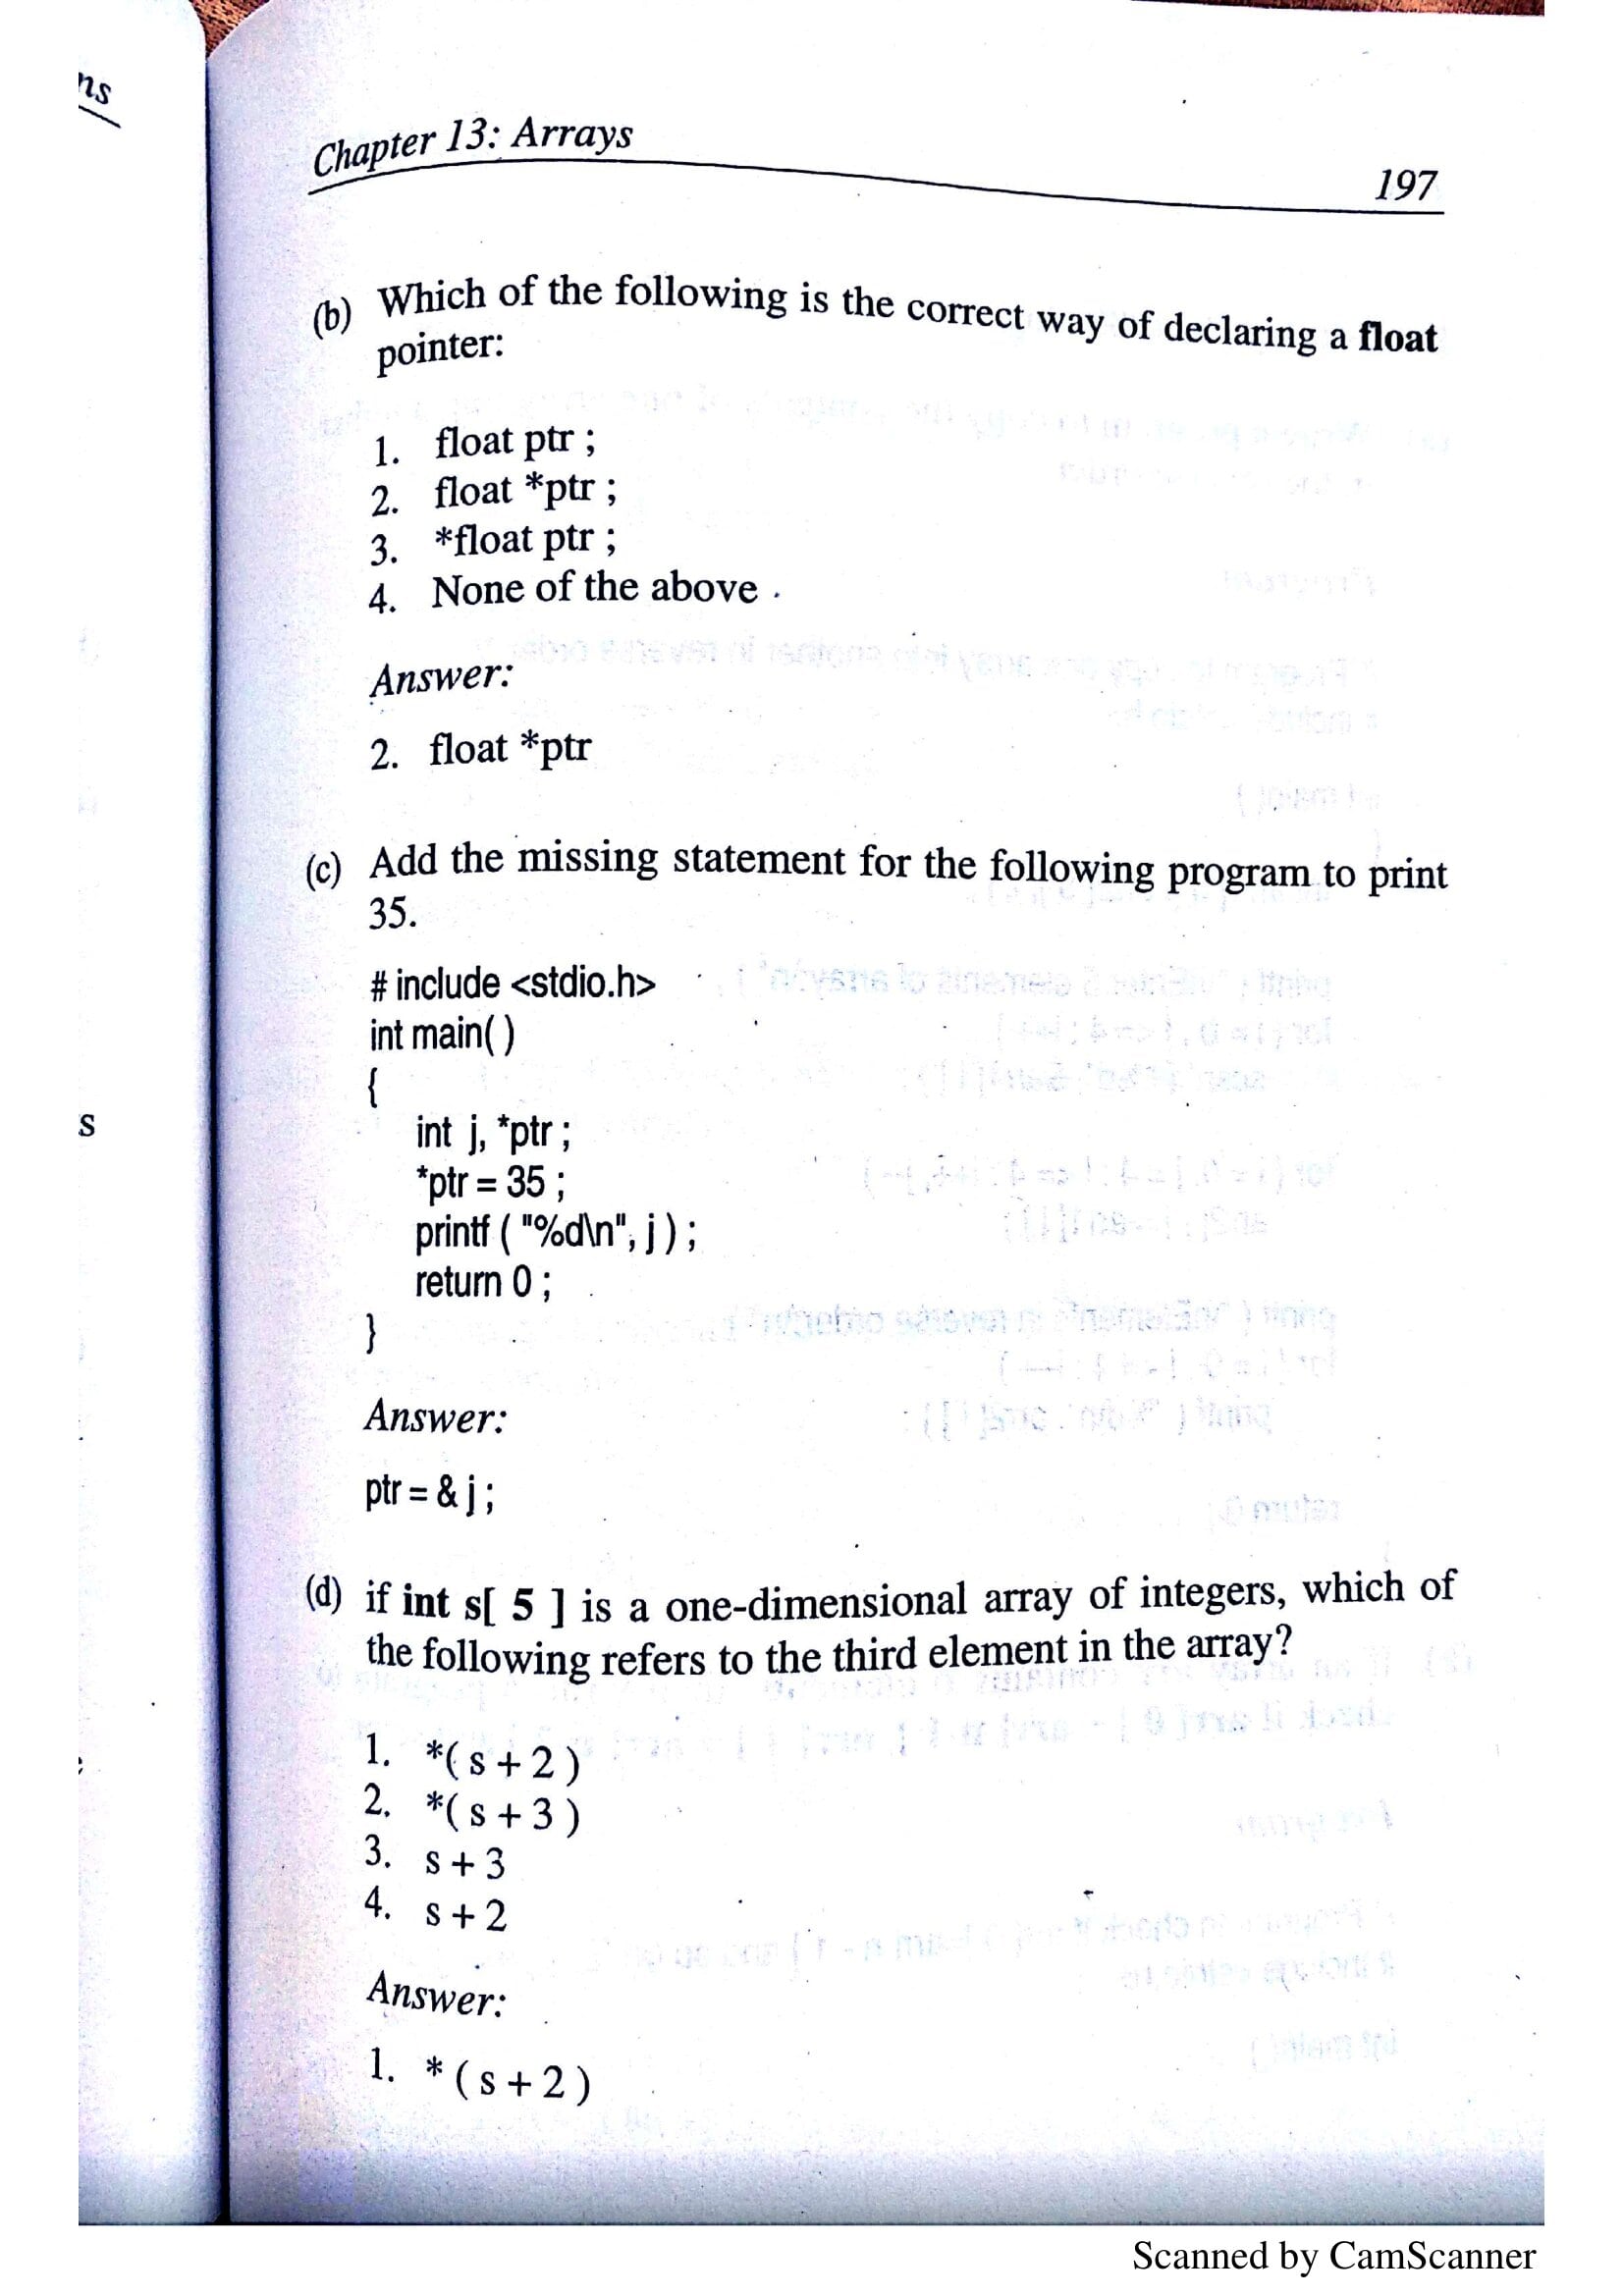 ns
Chapter 13: Arrays
197
(b) Which of the following is the correct way of declaring a float
pointer:
1. float ptr ;
2. float *ptr ;
3. *float ptr ;
4. None of the above .
Answer:
2. float *ptr
(c) Add the missing statement for the following program to print
35.
# include <stdio.h>
int main( )
{
int j, *ptr ;
*ptr = 35 ;
printf ( "%d\n", j ) ;
return 0 ;
}
Answer:
ptr = & j ;
(d) if int s[ 5 ] is a one-dimensional array of integers, which of
the following refers to the third element in the array?
1. *( s + 2 )
2. *( s + 3 )
3. s + 3
4. s + 2
Answer:
1. * ( s + 2 )
s
Scanned by CamScanner